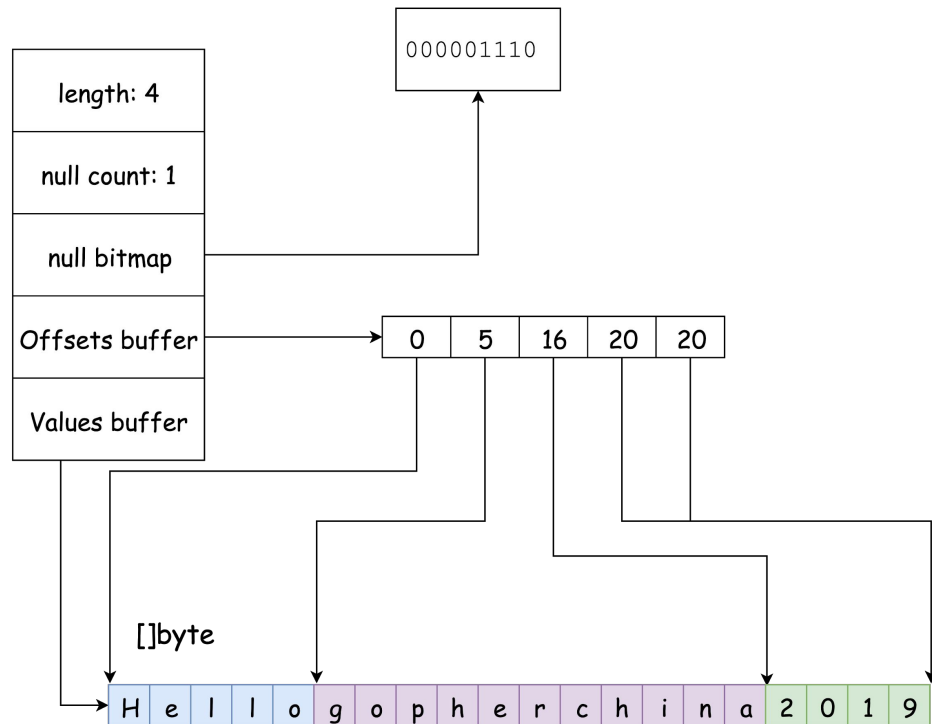 000001110
length: 4
null count: 1
null bitmap
Offsets buffer
0 5 16 20 20
Values buffer
[]byte
H e l l o g o p h e r c h i n a 2 0 1 9